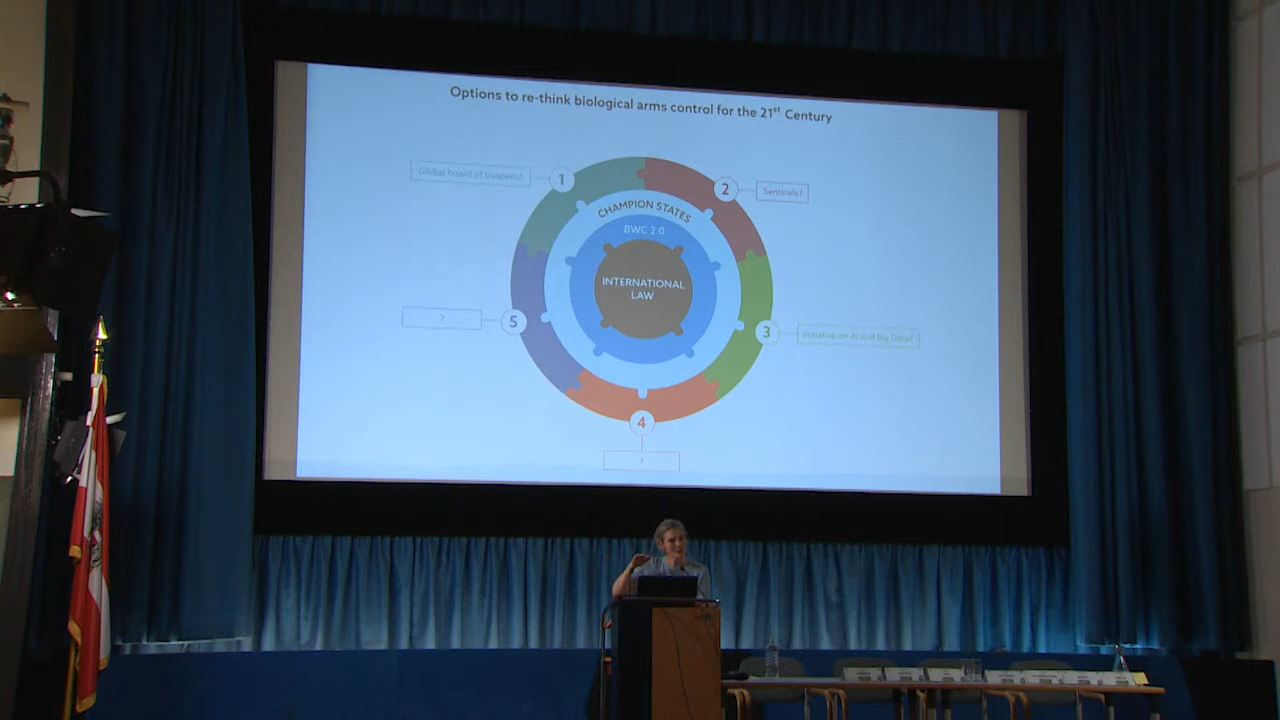 Options to re-think biological arms control for the 21st Century
Global board of trustees?
1
2
Sentinels?
CHAMPION STATES
BWC 2.0
INTERNATIONAL
LAW
?
5
3
Initiative on AI and Big Data?
4
?